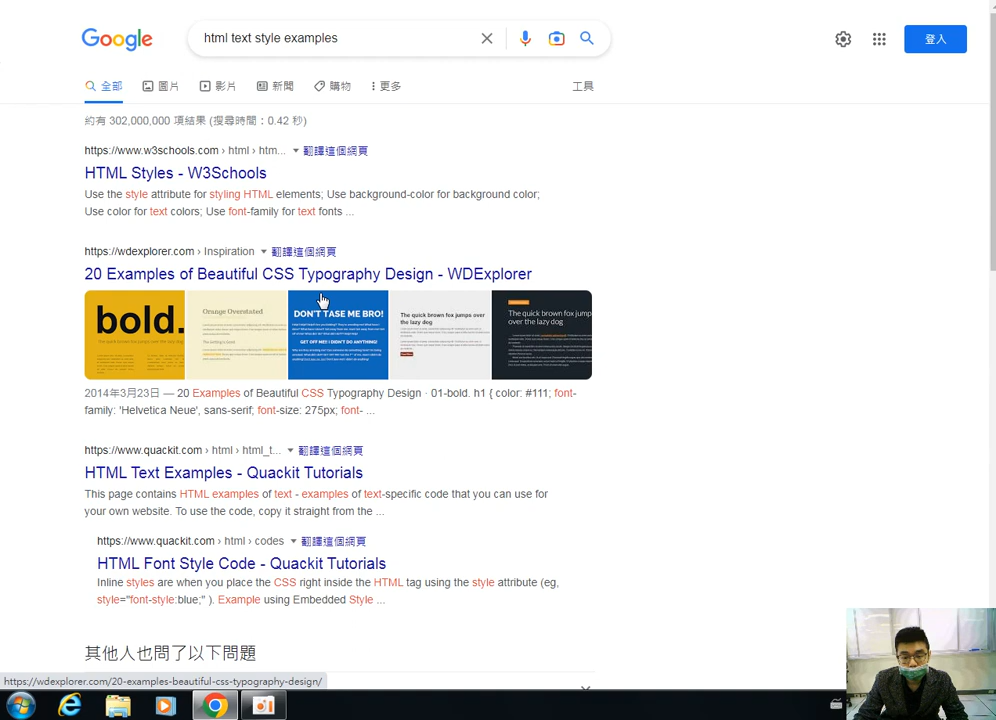 Google
html text style examples
登入
全部 圖片 影片 新聞 購物 更多 工具
約有 302,000,000 項結果 (搜尋時間:0.42 秒)
https://www.w3schools.com › html › htm... 翻譯這個網頁
HTML Styles - W3Schools
Use the style attribute for styling HTML elements; Use background-color for background color;
Use color for text colors; Use font-family for text fonts ...
https://wdexplorer.com › Inspiration 翻譯這個網頁
20 Examples of Beautiful CSS Typography Design - WDExplorer
bold.
Orange Overstated
DON'T TASE ME BRO!
GET OFF ME! I DIDN'T DO ANYTHING!
The quick brown fox jumps over
the lazy dog
The quick brown fox jumps
over the lazy dog
2014年3月23日 — 20 Examples of Beautiful CSS Typography Design · 01-bold. h1 { color: #111; font-
family: 'Helvetica Neue', sans-serif; font-size: 275px; font- ...
https://www.quackit.com › html › html_t... 翻譯這個網頁
HTML Text Examples - Quackit Tutorials
This page contains HTML examples of text - examples of text-specific code that you can use for
your own website. To use the code, copy it straight from the ...
https://www.quackit.com › html › codes 翻譯這個網頁
HTML Font Style Code - Quackit Tutorials
Inline styles are when you place the CSS right inside the HTML tag using the style attribute (eg,
style="font-style:blue;" ). Example using Embedded Style ...
其他人也問了以下問題
https://wdexplorer.com/20-examples-beautiful-css-typography-design/